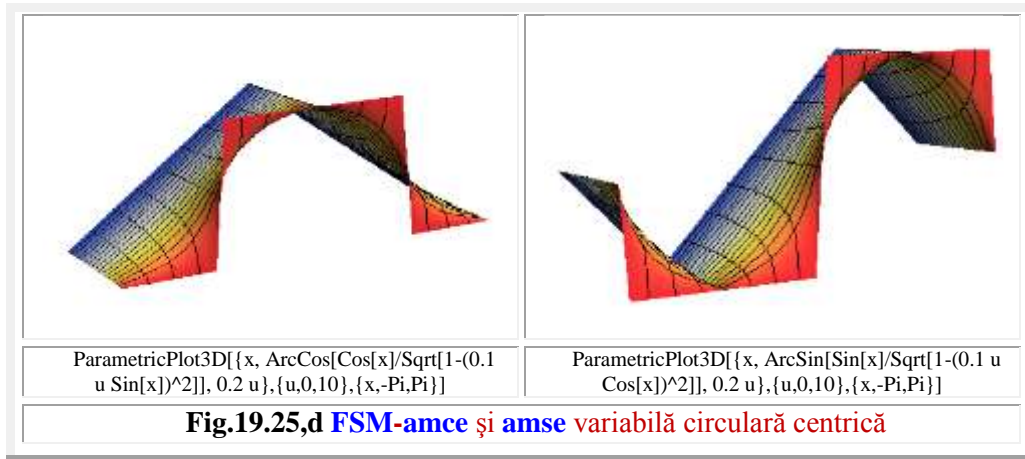 ParametricPlot3D[{x, ArcCos[Cos[x]/Sqrt[1-(0.1
u Sin[x])^2]], 0.2 u},{u,0,10},{x,-Pi,Pi}]
ParametricPlot3D[{x, ArcSin[Sin[x]/Sqrt[1-(0.1 u
Cos[x])^2]], 0.2 u},{u,0,10},{x,-Pi,Pi}]
Fig.19.25,d FSM-amce şi amse variabilă circulară centrică